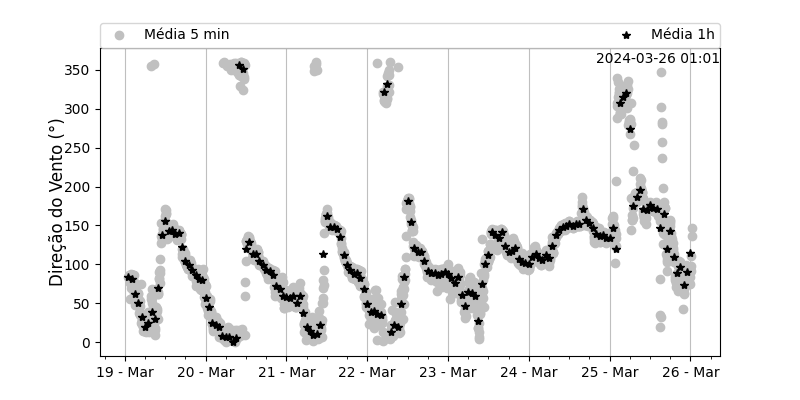 Média 5 min
Média 1h
2024-03-26 01:01
Direção do Vento (°)
350
300
250
200
150
100
50
0
19 - Mar
20 - Mar
21 - Mar
22 - Mar
23 - Mar
24 - Mar
25 - Mar
26 - Mar